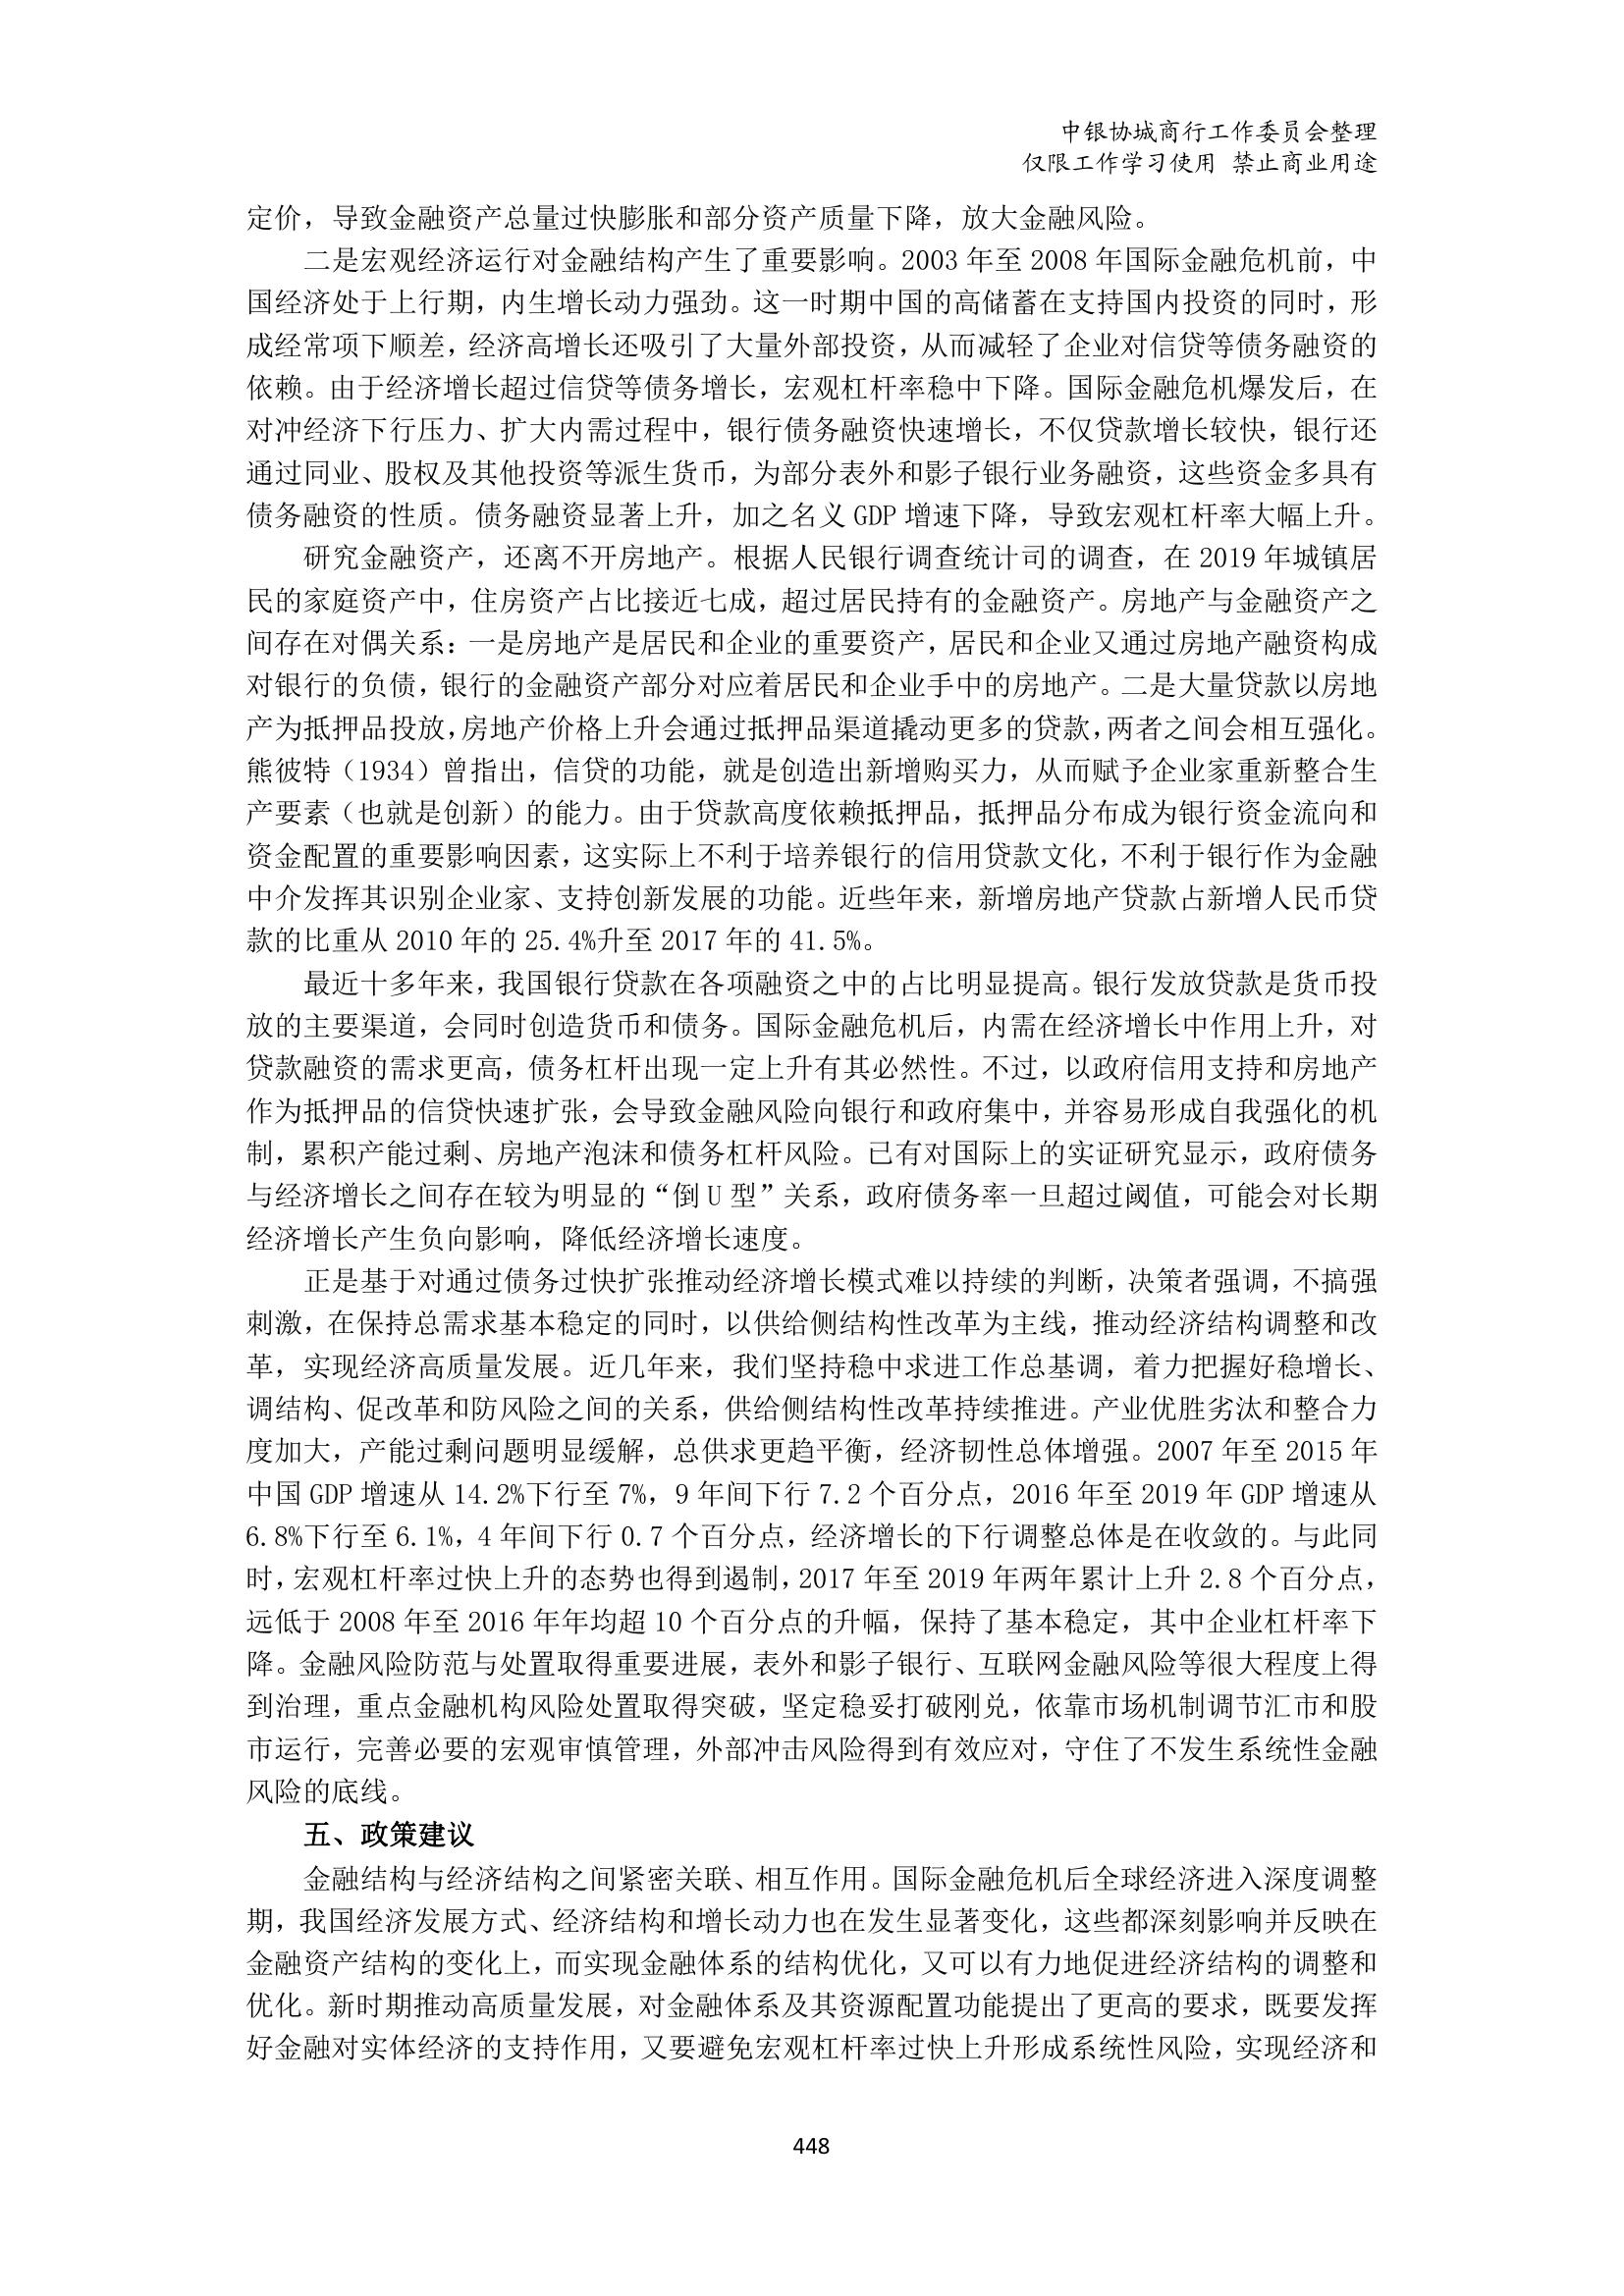 中银协城商行工作委员会整理
仅限工作学习使用 禁止商业用途
定价，导致金融资产总量过快膨胀和部分资产质量下降，放大金融风险。
二是宏观经济运行对金融结构产生了重要影响。2003 年至 2008 年国际金融危机前，中
国经济处于上行期，内生增长动力强劲。这一时期中国的高储蓄在支持国内投资的同时，形
成经常项下顺差，经济高增长还吸引了大量外部投资，从而减轻了企业对信贷等债务融资的
依赖。由于经济增长超过信贷等债务增长，宏观杠杆率稳中下降。国际金融危机爆发后，在
对冲经济下行压力、扩大内需过程中，银行债务融资快速增长，不仅贷款增长较快，银行还
通过同业、股权及其他投资等派生货币，为部分表外和影子银行业务融资，这些资金多具有
债务融资的性质。债务融资显著上升，加之名义 GDP 增速下降，导致宏观杠杆率大幅上升。
研究金融资产，还离不开房地产。根据人民银行调查统计司的调查，在 2019 年城镇居
民的家庭资产中，住房资产占比接近七成，超过居民持有的金融资产。房地产与金融资产之
间存在对偶关系：一是房地产是居民和企业的重要资产，居民和企业又通过房地产融资构成
对银行的负债，银行的金融资产部分对应着居民和企业手中的房地产。二是大量贷款以房地
产为抵押品投放，房地产价格上升会通过抵押品渠道撬动更多的贷款，两者之间会相互强化。
熊彼特（1934）曾指出，信贷的功能，就是创造出新增购买力，从而赋予企业家重新整合生
产要素（也就是创新）的能力。由于贷款高度依赖抵押品，抵押品分布成为银行资金流向和
资金配置的重要影响因素，这实际上不利于培养银行的信用贷款文化，不利于银行作为金融
中介发挥其识别企业家、支持创新发展的功能。近些年来，新增房地产贷款占新增人民币贷
款的比重从 2010 年的 25.4%升至 2017 年的 41.5%。
最近十多年来，我国银行贷款在各项融资之中的占比明显提高。银行发放贷款是货币投
放的主要渠道，会同时创造货币和债务。国际金融危机后，内需在经济增长中作用上升，对
贷款融资的需求更高，债务杠杆出现一定上升有其必然性。不过，以政府信用支持和房地产
作为抵押品的信贷快速扩张，会导致金融风险向银行和政府集中，并容易形成自我强化的机
制，累积产能过剩、房地产泡沫和债务杠杆风险。已有对国际上的实证研究显示，政府债务
与经济增长之间存在较为明显的“倒 U 型”关系，政府债务率一旦超过阈值，可能会对长期
经济增长产生负向影响，降低经济增长速度。
正是基于对通过债务过快扩张推动经济增长模式难以持续的判断，决策者强调，不搞强
刺激，在保持总需求基本稳定的同时，以供给侧结构性改革为主线，推动经济结构调整和改
革，实现经济高质量发展。近几年来，我们坚持稳中求进工作总基调，着力把握好稳增长、
调结构、促改革和防风险之间的关系，供给侧结构性改革持续推进。产业优胜劣汰和整合力
度加大，产能过剩问题明显缓解，总供求更趋平衡，经济韧性总体增强。2007 年至 2015 年
中国 GDP 增速从 14.2%下行至 7%，9 年间下行 7.2 个百分点，2016 年至 2019 年 GDP 增速从
6.8%下行至 6.1%，4 年间下行 0.7 个百分点，经济增长的下行调整总体是在收敛的。与此同
时，宏观杠杆率过快上升的态势也得到遏制，2017 年至 2019 年两年累计上升 2.8 个百分点，
远低于 2008 年至 2016 年年均超 10 个百分点的升幅，保持了基本稳定，其中企业杠杆率下
降。金融风险防范与处置取得重要进展，表外和影子银行、互联网金融风险等很大程度上得
到治理，重点金融机构风险处置取得突破，坚定稳妥打破刚兑，依靠市场机制调节汇市和股
市运行，完善必要的宏观审慎管理，外部冲击风险得到有效应对，守住了不发生系统性金融
风险的底线。
五、政策建议
金融结构与经济结构之间紧密关联、相互作用。国际金融危机后全球经济进入深度调整
期，我国经济发展方式、经济结构和增长动力也在发生显著变化，这些都深刻影响并反映在
金融资产结构的变化上，而实现金融体系的结构优化，又可以有力地促进经济结构的调整和
优化。新时期推动高质量发展，对金融体系及其资源配置功能提出了更高的要求，既要发挥
好金融对实体经济的支持作用，又要避免宏观杠杆率过快上升形成系统性风险，实现经济和
448